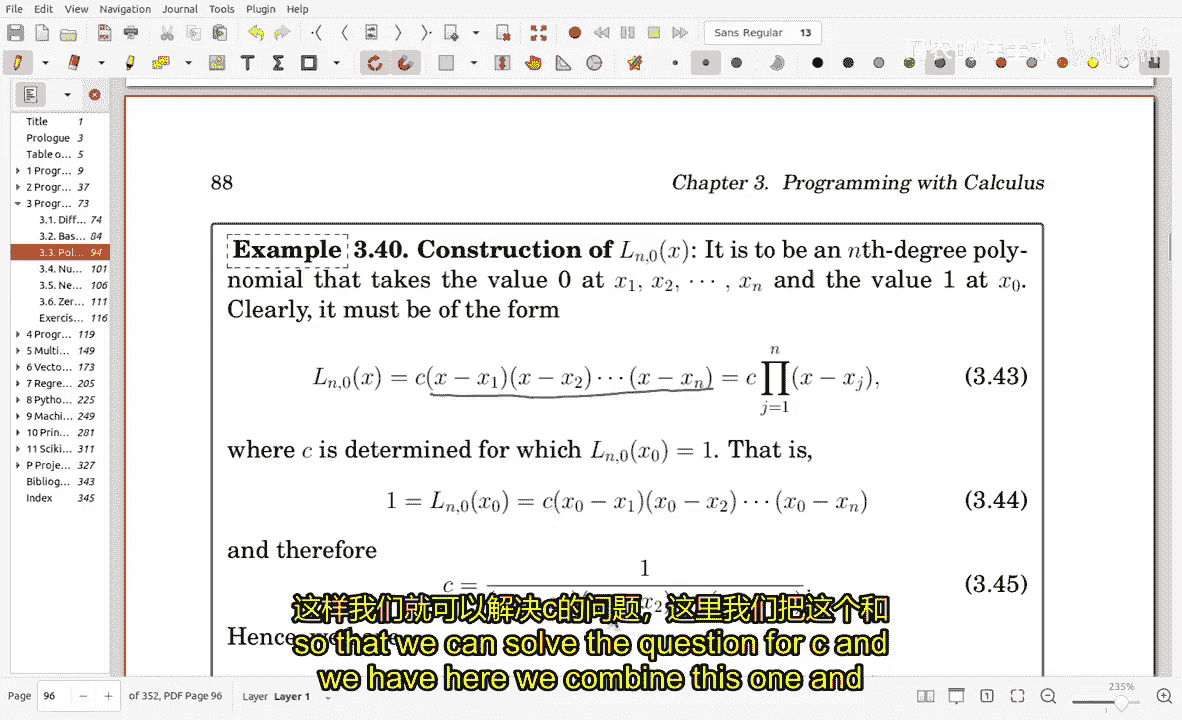 File Edit View Navigation Journal Tools Plugin Help
Sans Regular 13
Title 1
Prologue 3
Table o... 5
1 Progr... 9
2 Progr... 37
3 Progr... 73
3.1. Diff... 74
3.2. Bas... 84
3.3. Pol... 94
3.4. Nu... 101
3.5. Ne... 106
3.6. Zer... 111
Exercis... 116
4 Progr... 119
5 Multi... 149
6 Vecto... 173
7 Regre... 205
8 Pytho... 225
9 Machi... 249
10 Prin... 281
11 Sciki... 311
P Proje... 327
Bibliog... 343
Index 345
88 Chapter 3. Programming with Calculus
Example 3.40. Construction of Lₙ,₀(x): It is to be an nth-degree poly-
nomial that takes the value 0 at x₁, x₂, ⋯ , xₙ and the value 1 at x₀.
Clearly, it must be of the form
Lₙ,₀(x) = c(x − x₁)(x − x₂) ⋯ (x − xₙ) = c ∏ⁿⱼ₌₁ (x − xⱼ), (3.43)
where c is determined for which Lₙ,₀(x₀) = 1. That is,
1 = Lₙ,₀(x₀) = c(x₀ − x₁)(x₀ − x₂) ⋯ (x₀ − xₙ) (3.44)
and therefore
c = 1 (3.45)
Hence, we have
这样我们就可以解决c的问题，这里我们把这个和
so that we can solve the question for c and
we have here we combine this one and
Page 96 of 352, PDF Page 96 Layer Layer 1 235%